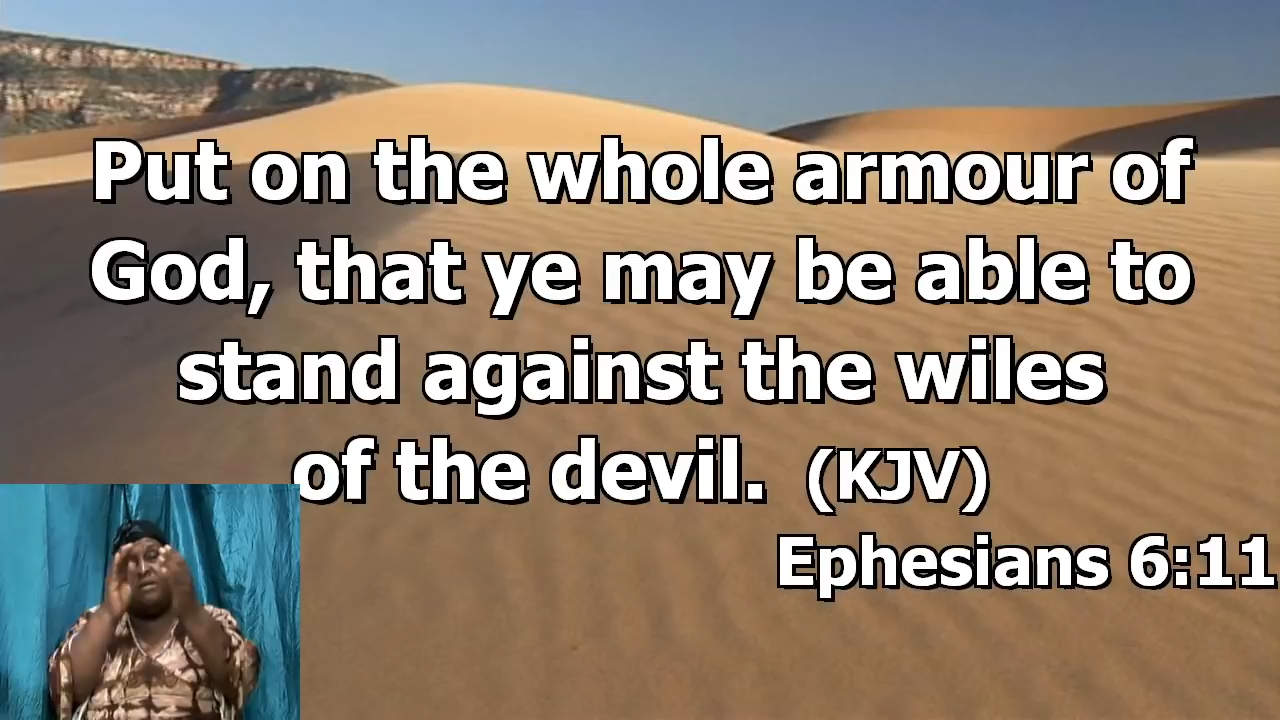 Put on the whole armour of
God, that ye may be able to
stand against the wiles
of the devil. (KJV)
Ephesians 6:11